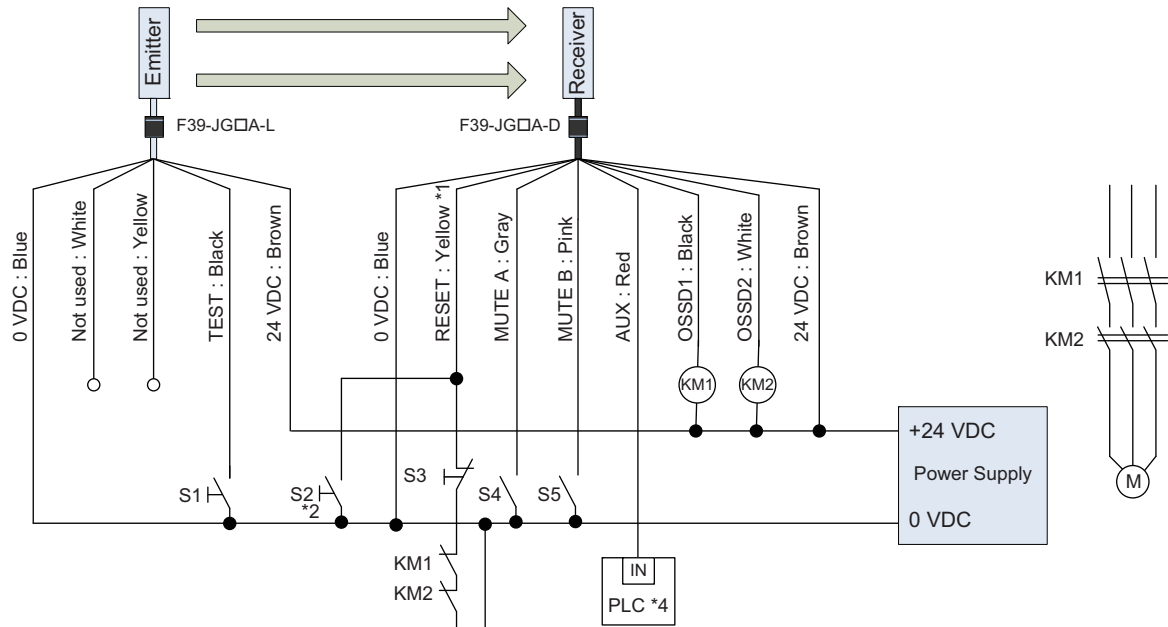 Emitter
Receiver
F39-JG□A-L
F39-JG□A-D
0 VDC : Blue
Not used : White
Not used : Yellow
TEST : Black
24 VDC : Brown
0 VDC : Blue
RESET : Yellow *1
MUTE A : Gray
MUTE B : Pink
AUX : Red
OSSD1 : Black
OSSD2 : White
24 VDC : Brown
KM1
KM2
KM1
KM2
M
+24 VDC
Power Supply
0 VDC
S1
S2
*2
S3
S4
S5
KM1
KM2
IN
PLC *4